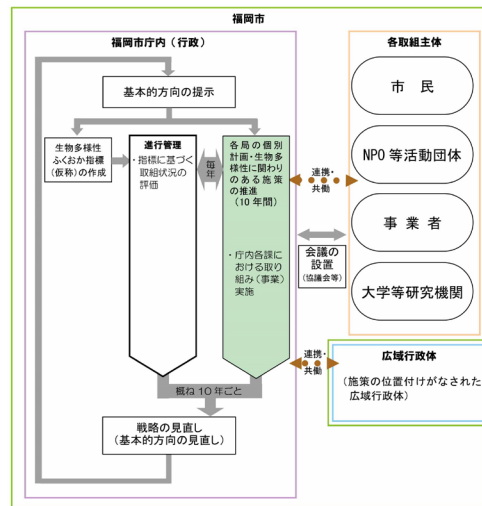 福岡市
福岡市庁内（行政）
基本的方向の提示
生物多様性
ふくおか指標
（仮称）の作成
進行管理
・指標に基づく
取組状況の
評価
毎年
各局の個別
計画・生物多
様性に関わり
のある施策
の推進
（10年間）
・庁内各課に
おける取り
組み（事業）
実施
概ね10年ごと
戦略の見直し
（基本的方向の見直し）
連携・
共働
会議の
設置
（協議会等）
連携・
共働
各取組主体
市　民
NPO等活動団体
事　業　者
大学等研究機関
広域行政体
（施策の位置付けがなされた
広域行政体）